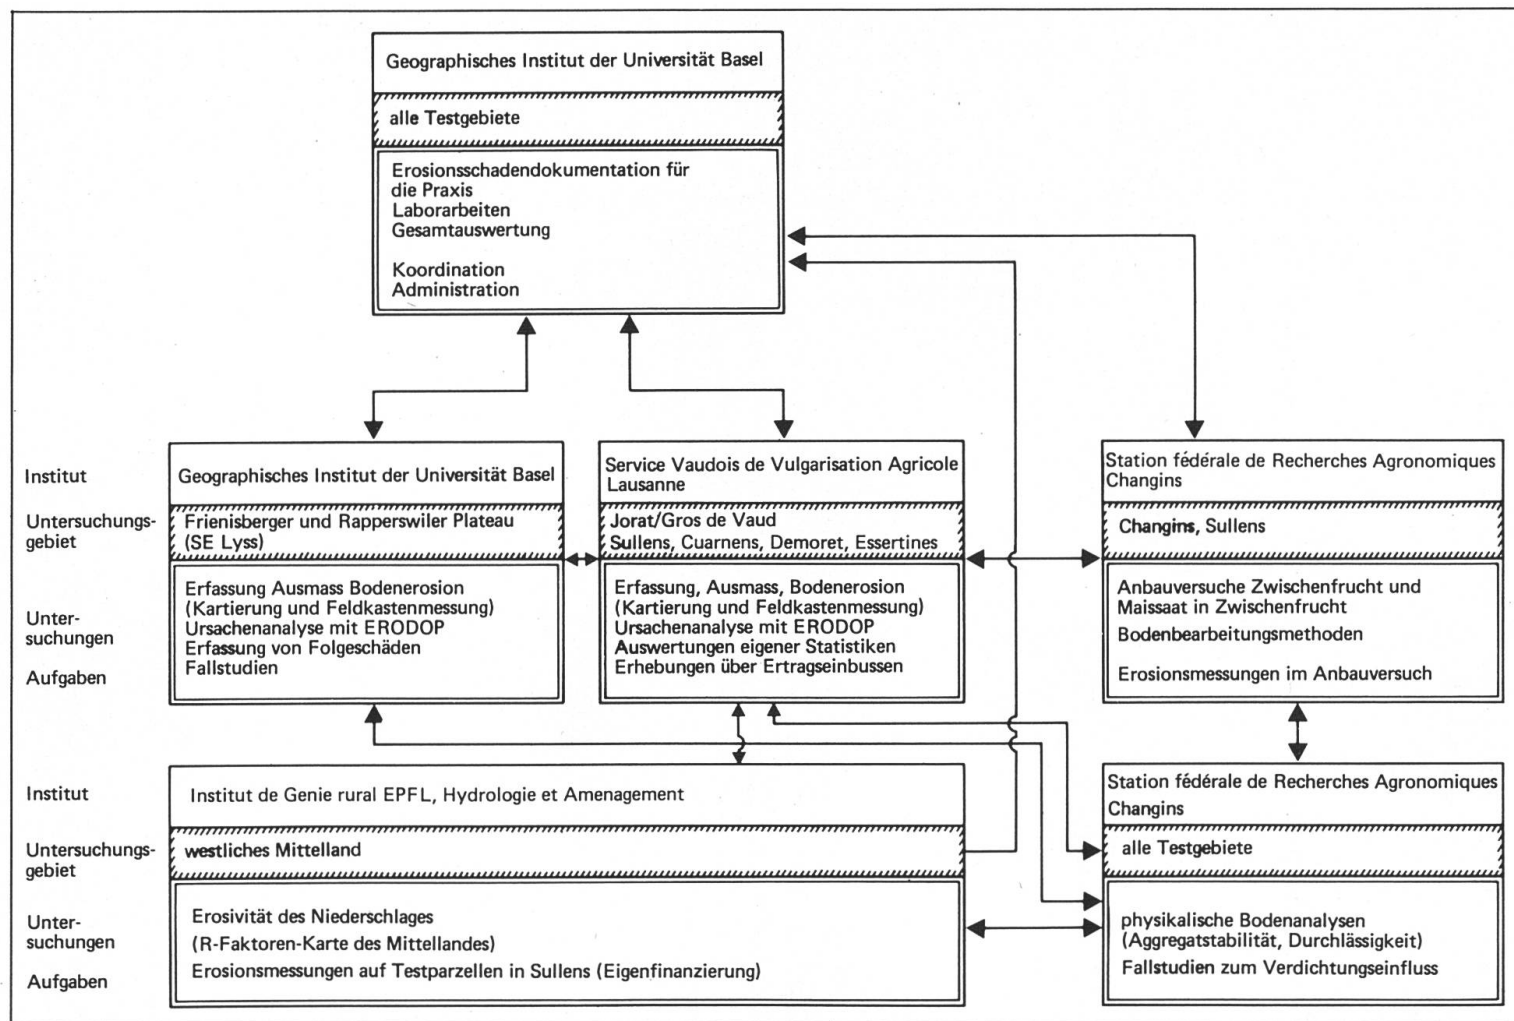 Geographisches Institut der Universität Basel
alle Testgebiete
Erosionsschadendokumentation für
die Praxis
Laborarbeiten
Gesamtauswertung
Koordination
Administration
Institut
Untersuchungs-
gebiet
Unter-
suchungen
Aufgaben
Geographisches Institut der Universität Basel
Frienisberger und Rapperswiler Plateau
(SE Lyss)
Erfassung Ausmass Bodenerosion
(Kartierung und Feldkastenmessung)
Ursachenanalyse mit ERODOP
Erfassung von Folgeschäden
Fallstudien
Service Vaudois de Vulgarisation Agricole
Lausanne
Jorat/Gros de Vaud
Sullens, Cuarnens, Demoret, Essertines
Erfassung, Ausmass, Bodenerosion
(Kartierung und Feldkastenmessung)
Ursachenanalyse mit ERODOP
Auswertungen eigener Statistiken
Erhebungen über Ertragseinbussen
Station fédérale de Recherches Agronomiques
Changins
Changins, Sullens
Anbauversuche Zwischenfrucht und
Maissaat in Zwischenfrucht
Bodenbearbeitungsmethoden
Erosionsmessungen im Anbauversuch
Institut
Untersuchungs-
gebiet
Unter-
suchungen
Aufgaben
Institut de Genie rural EPFL, Hydrologie et Amenagement
westliches Mittelland
Erosivität des Niederschlages
(R-Faktoren-Karte des Mittellandes)
Erosionsmessungen auf Testparzellen in Sullens (Eigenfinanzierung)
Station fédérale de Recherches Agronomiques
Changins
alle Testgebiete
physikalische Bodenanalysen
(Aggregatstabilität, Durchlässigkeit)
Fallstudien zum Verdichtungseinfluss